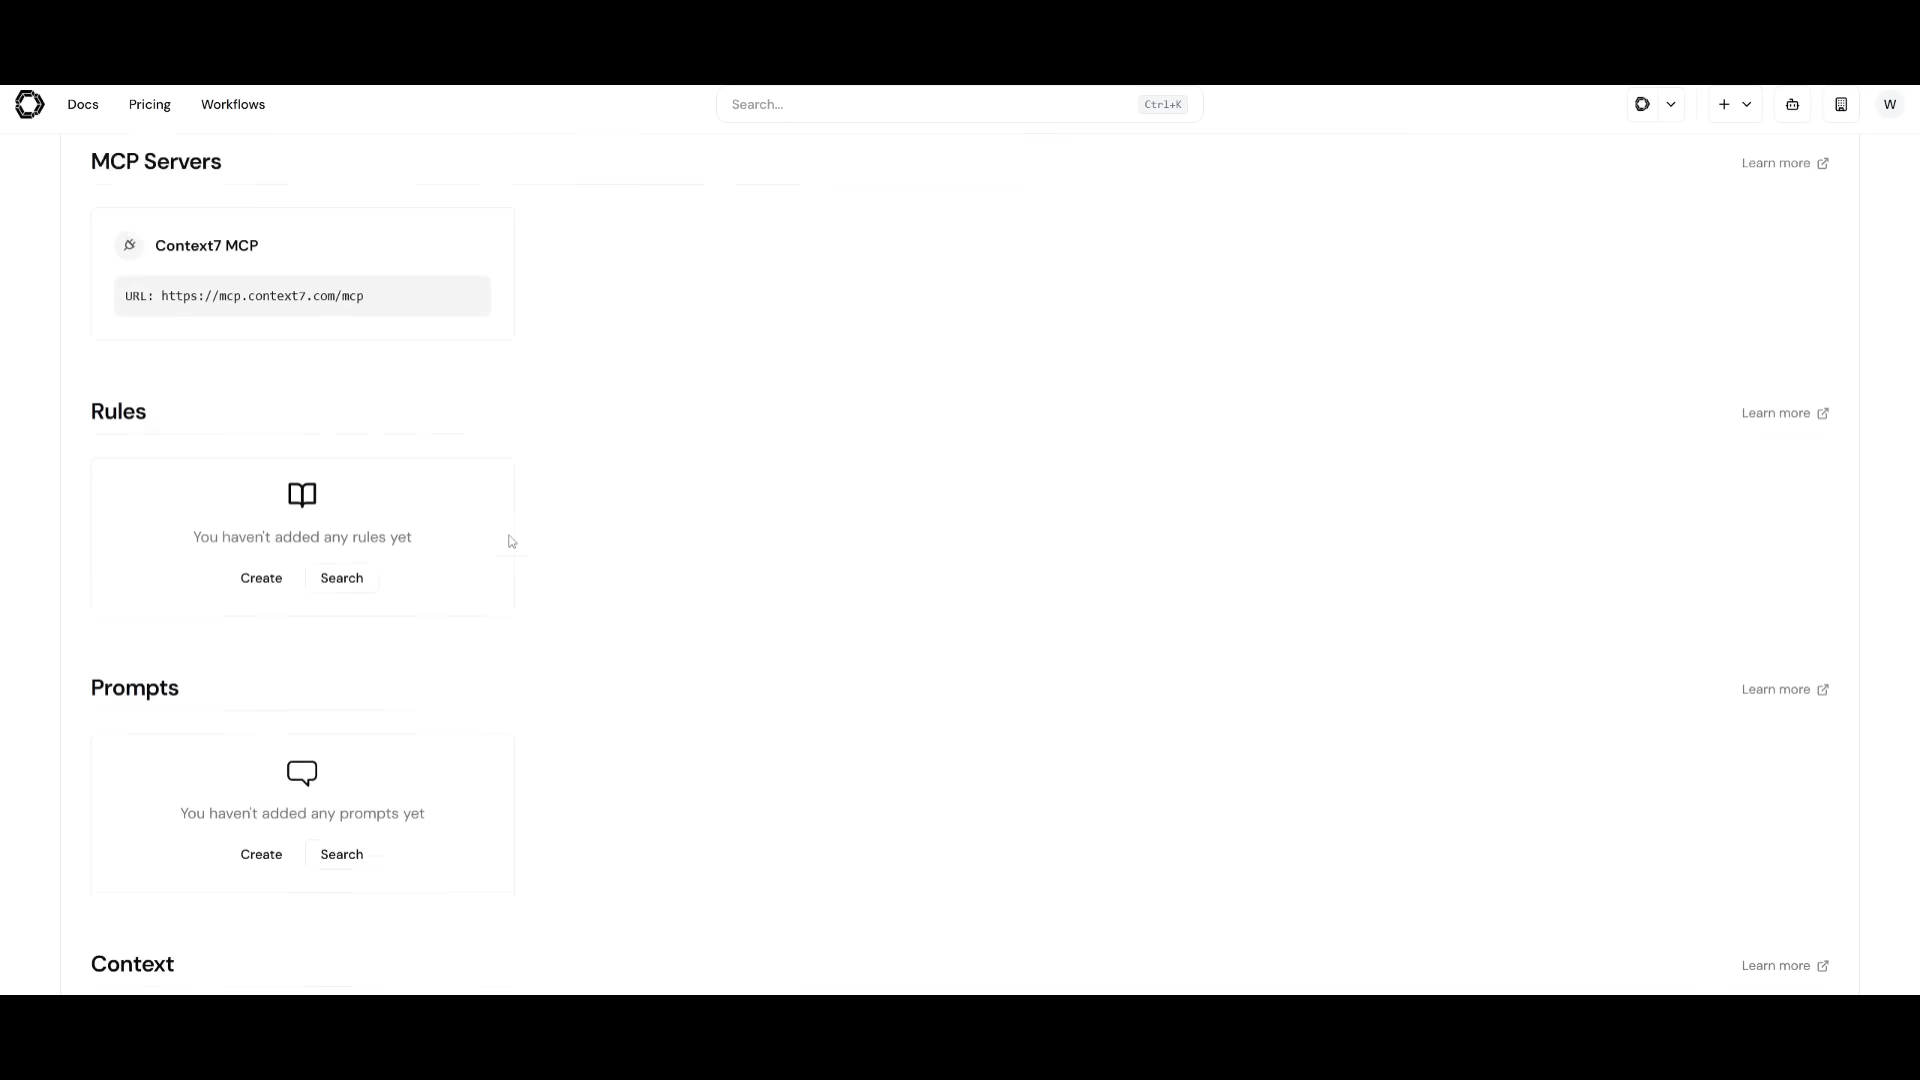 Docs Pricing Workflows Search... Ctrl+K W
MCP Servers Learn more
Context7 MCP
URL: https://mcp.context7.com/mcp
Rules Learn more
You haven't added any rules yet
Create Search
Prompts Learn more
You haven't added any prompts yet
Create Search
Context Learn more